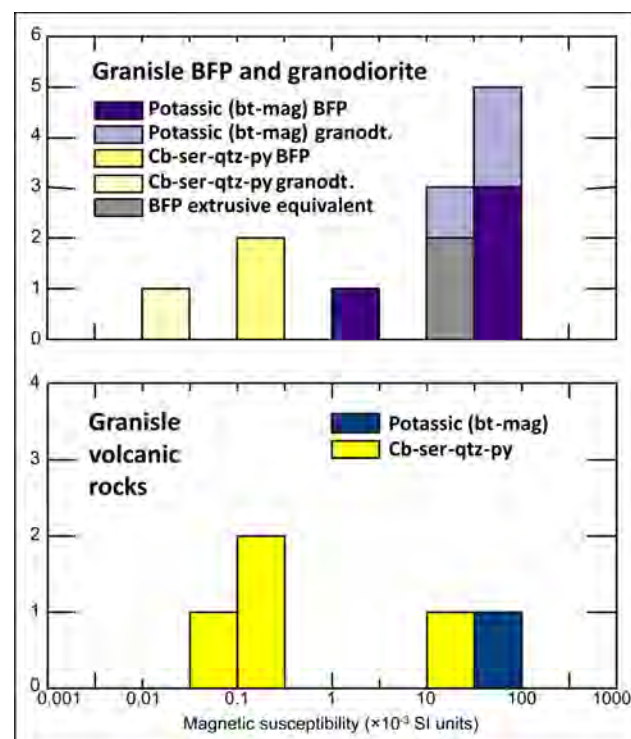 6
5
4
3
2
1
0
Granisle BFP and granodiorite
Potassic (bt-mag) BFP
Potassic (bt-mag) granodt.
Cb-ser-qtz-py BFP
Cb-ser-qtz-py granodt.
BFP extrusive equivalent
4
3
2
1
0
Granisle
volcanic
rocks
Potassic (bt-mag)
Cb-ser-qtz-py
0.001 0.01 0.1 1 10 100 1000
Magnetic susceptibility (×10⁻³ SI units)